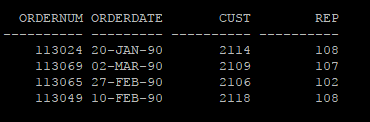 ORDERNUM ORDERDATE CUST REP
---------- --------- ---------- ----------
113024 20-JAN-90 2114 108
113069 02-MAR-90 2109 107
113065 27-FEB-90 2106 102
113049 10-FEB-90 2118 108